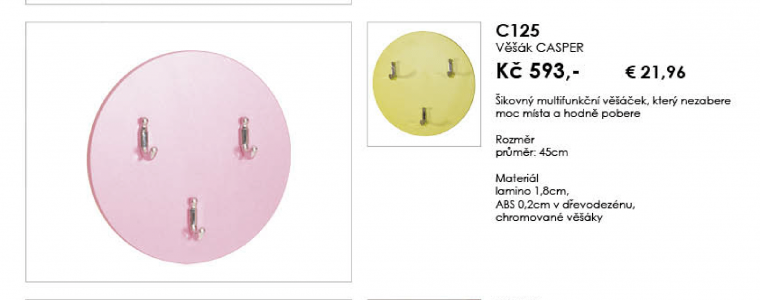 C125
Věšák CASPER
Kč 593,- € 21,96
Šikovný multifunkční věšáček, který nezabere
moc místa a hodně pobere
Rozměr
průměr: 45cm
Materiál
lamino 1,8cm,
ABS 0,2cm v dřevodezénu,
chromované věšáky